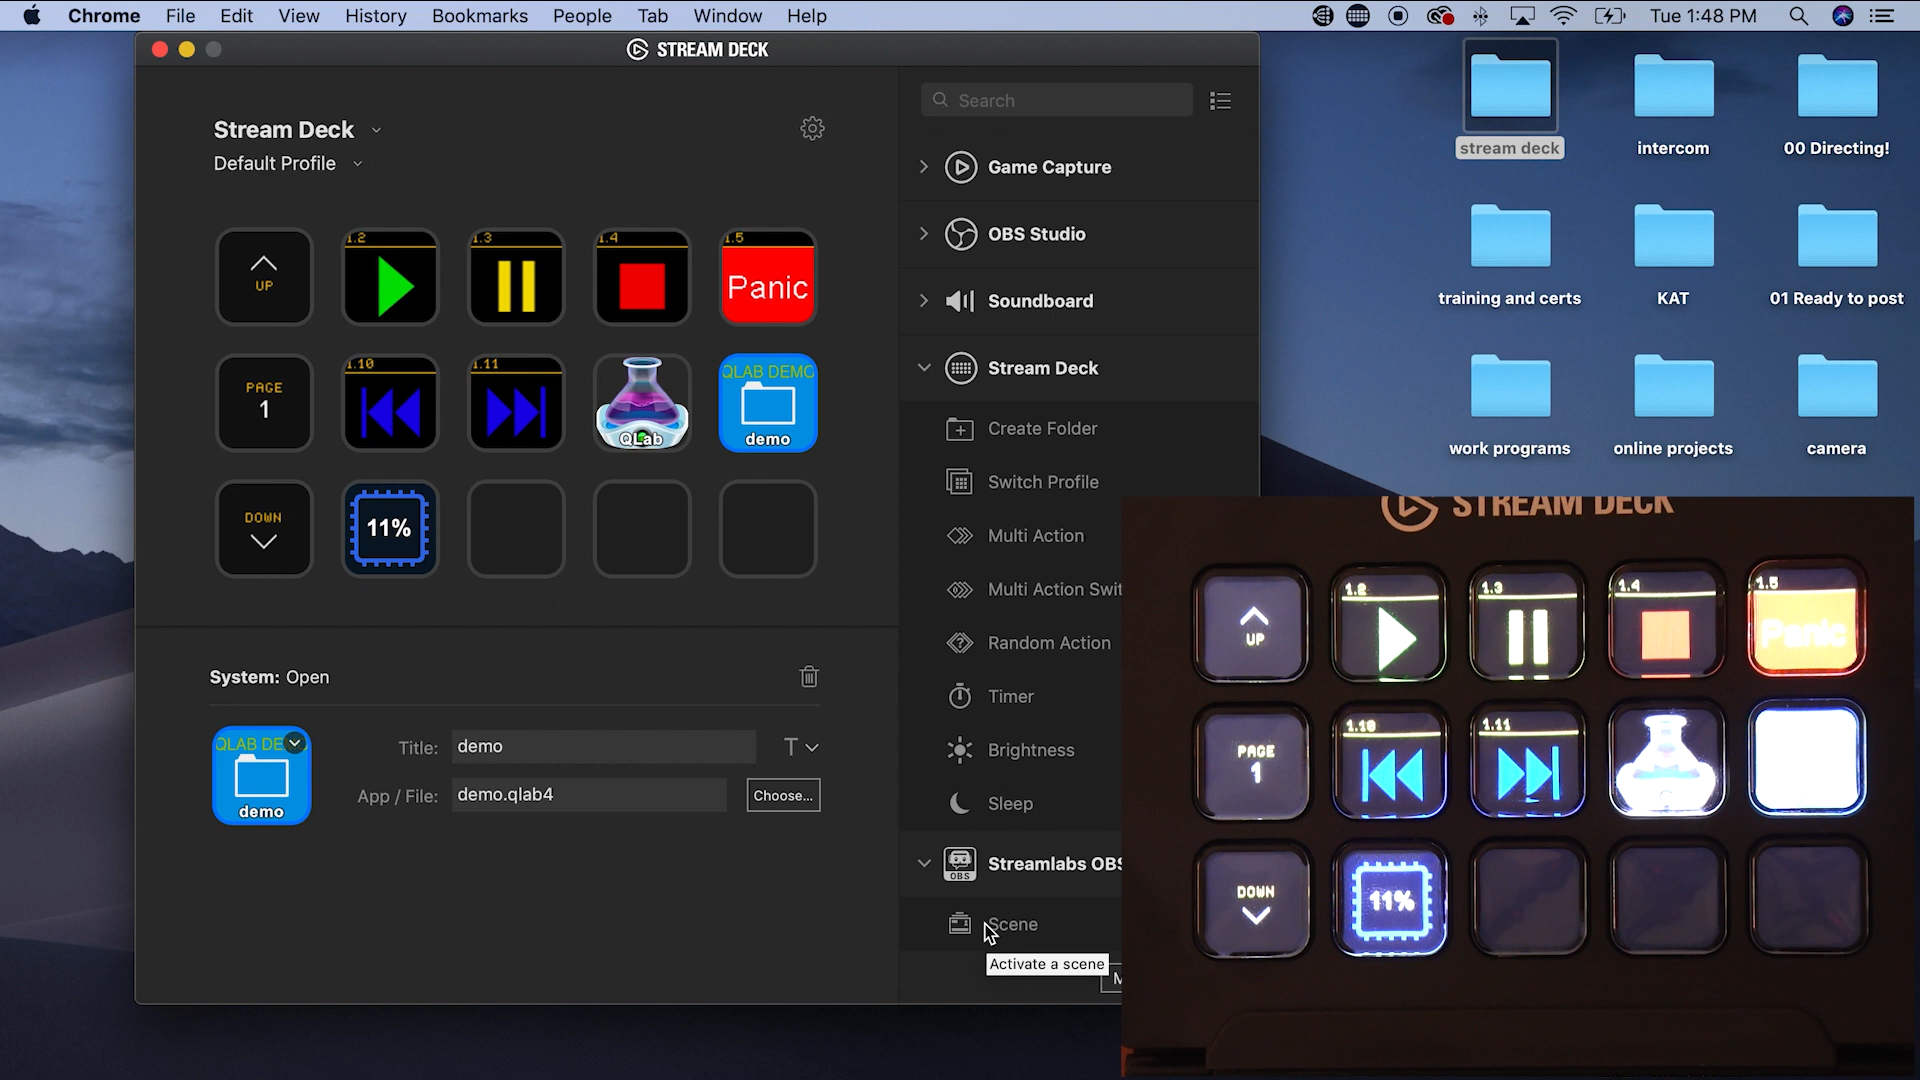 Chrome File Edit View History Bookmarks People Tab Window Help Tue 1:48 PM
STREAM DECK
Search
Stream Deck
Default Profile
UP
1.2
1.3
1.4
1.5
Panic
PAGE
1
1.10
1.11
QLab
QLAB DEMO
demo
DOWN
11%
System: Open
QLAB DE
demo
Title: demo
App / File: demo.qlab4
Choose...
Game Capture
OBS Studio
Soundboard
Stream Deck
Create Folder
Switch Profile
Multi Action
Multi Action Swit
Random Action
Timer
Brightness
Sleep
OBS
Streamlabs OBS
Scene
Activate a scene
M
stream deck
intercom
00 Directing!
training and certs
KAT
01 Ready to post
work programs
online projects
camera
STREAM DECK
UP
1.2
1.3
1.4
1.5
Panic
PAGE
1
1.10
1.11
DOWN
11%